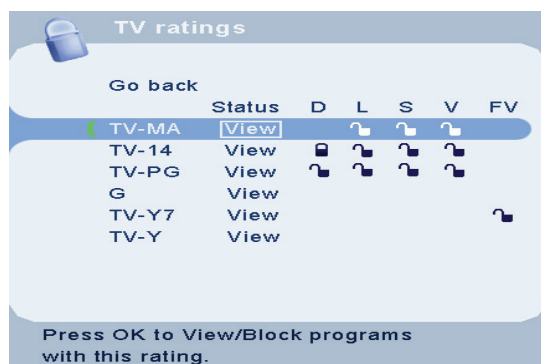 TV ratings
Go back
Status D L S V FV
TV-MA View
TV-14 View
TV-PG View
G View
TV-Y7 View
TV-Y View
Press OK to View/Block programs
with this rating.